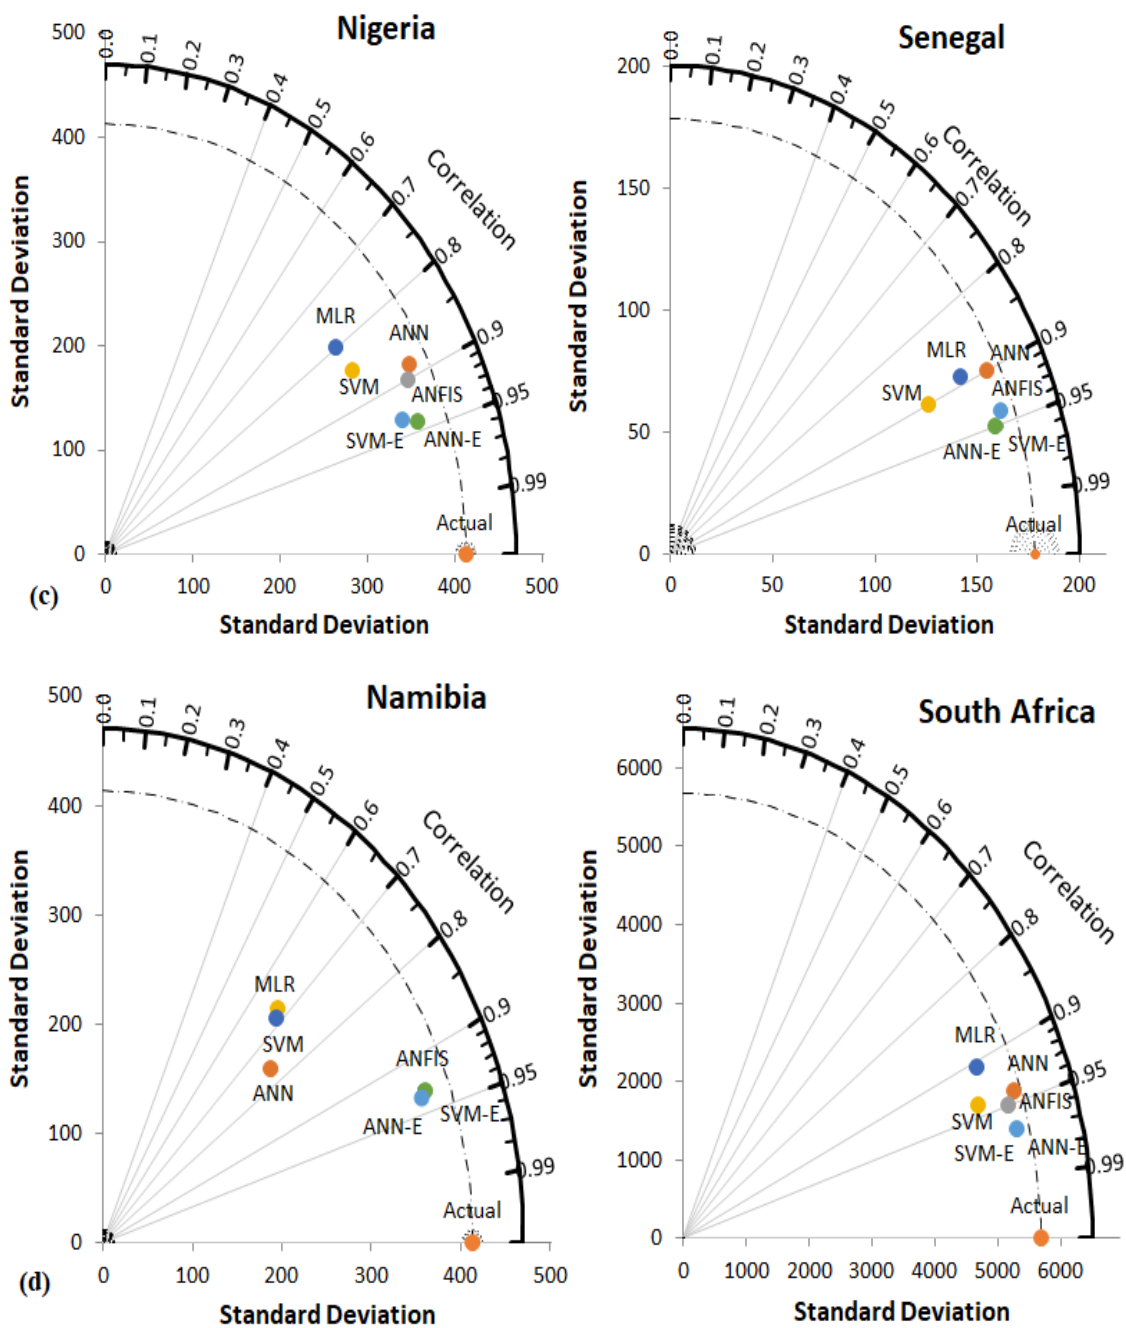 Nigeria
500
400
300
200
100
0
0 100 200 300 400 500
0.0 0.1 0.2 0.3 0.4 0.5 0.6 0.7 0.8 0.9 0.95 0.99
Correlation
Standard Deviation
MLR
ANN
SVM
ANFIS
SVM-E
ANN-E
Actual
Standard Deviation
(c)
Senegal
200
150
100
50
0
0 50 100 150 200
0.0 0.1 0.2 0.3 0.4 0.5 0.6 0.7 0.8 0.9 0.95 0.99
Correlation
Standard Deviation
MLR
ANN
SVM
ANFIS
ANN-E
SVM-E
Actual
Standard Deviation
Namibia
500
400
300
200
100
0
0 100 200 300 400 500
0.0 0.1 0.2 0.3 0.4 0.5 0.6 0.7 0.8 0.9 0.95 0.99
Correlation
Standard Deviation
MLR
SVM
ANN
ANFIS
SVM-E
ANN-E
Actual
Standard Deviation
(d)
South Africa
6000
5000
4000
3000
2000
1000
0
0 1000 2000 3000 4000 5000 6000
0.0 0.1 0.2 0.3 0.4 0.5 0.6 0.7 0.8 0.9 0.95 0.99
Correlation
Standard Deviation
MLR
ANN
ANFIS
SVM
SVM-E
ANN-E
Actual
Standard Deviation